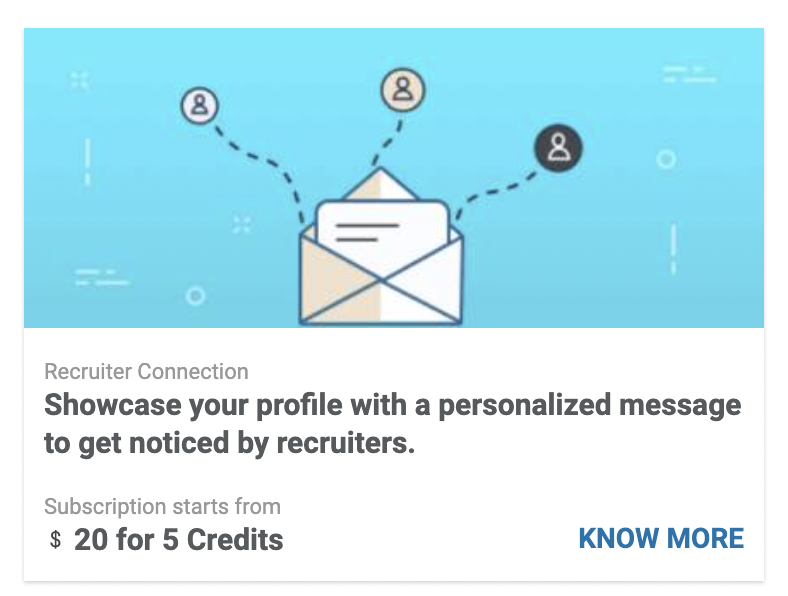 Recruiter Connection
Showcase your profile with a personalized message
to get noticed by recruiters.
Subscription starts from
$ 20 for 5 Credits
KNOW MORE